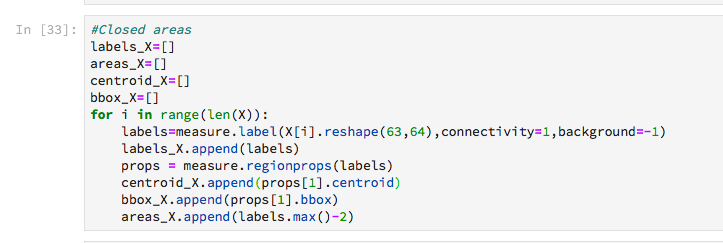 In [33]: #Closed areas
labels_X=[]
areas_X=[]
centroid_X=[]
bbox_X=[]
for i in range(len(X)):
    labels=measure.label(X[i].reshape(63,64),connectivity=1,background=-1)
    labels_X.append(labels)
    props = measure.regionprops(labels)
    centroid_X.append(props[1].centroid)
    bbox_X.append(props[1].bbox)
    areas_X.append(labels.max()-2)